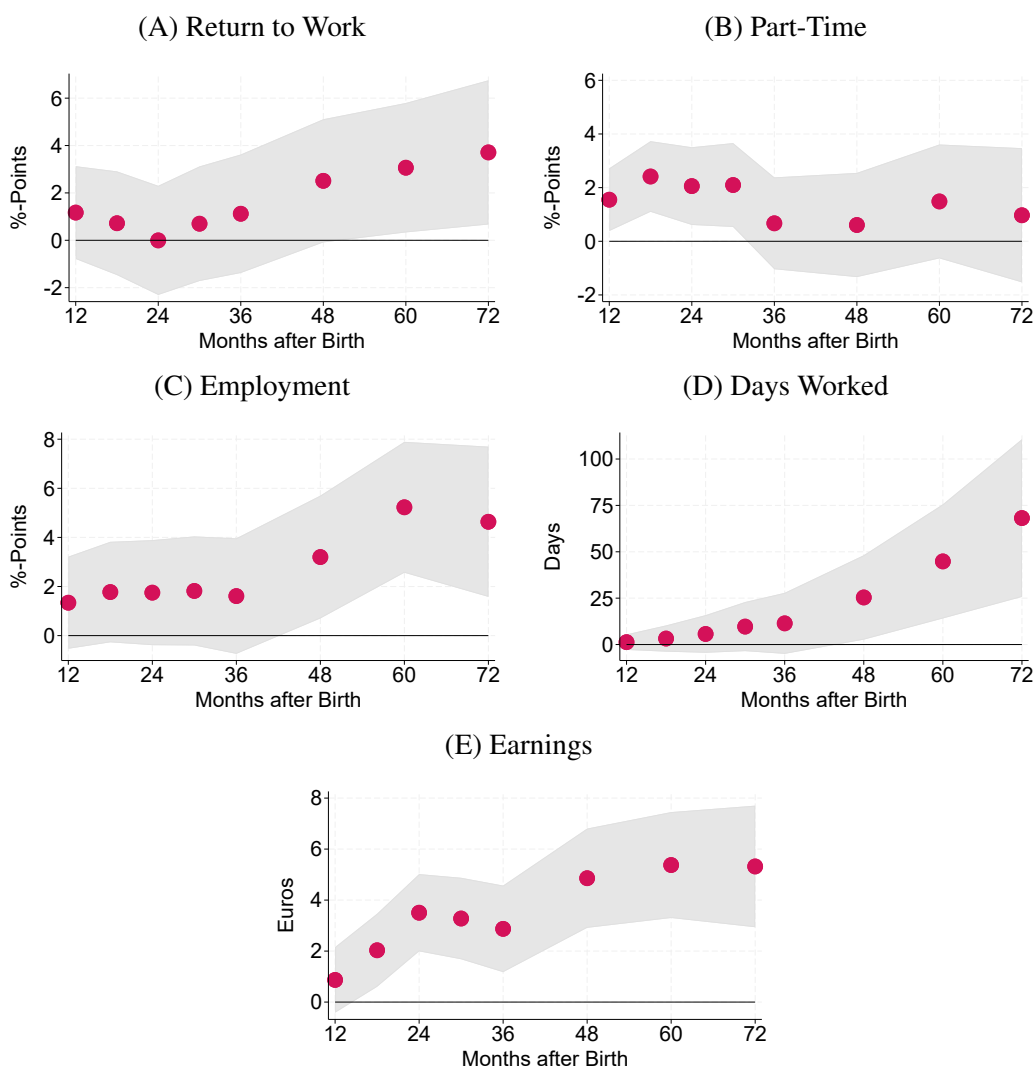 (A) Return to Work
%-Points
6
4
2
0
-2
12 24 36 48 60 72
Months after Birth
(B) Part-Time
%-Points
6
4
2
0
-2
12 24 36 48 60 72
Months after Birth
(C) Employment
%-Points
8
6
4
2
0
12 24 36 48 60 72
Months after Birth
(D) Days Worked
Days
100
75
50
25
0
12 24 36 48 60 72
Months after Birth
(E) Earnings
Euros
8
6
4
2
0
12 24 36 48 60 72
Months after Birth